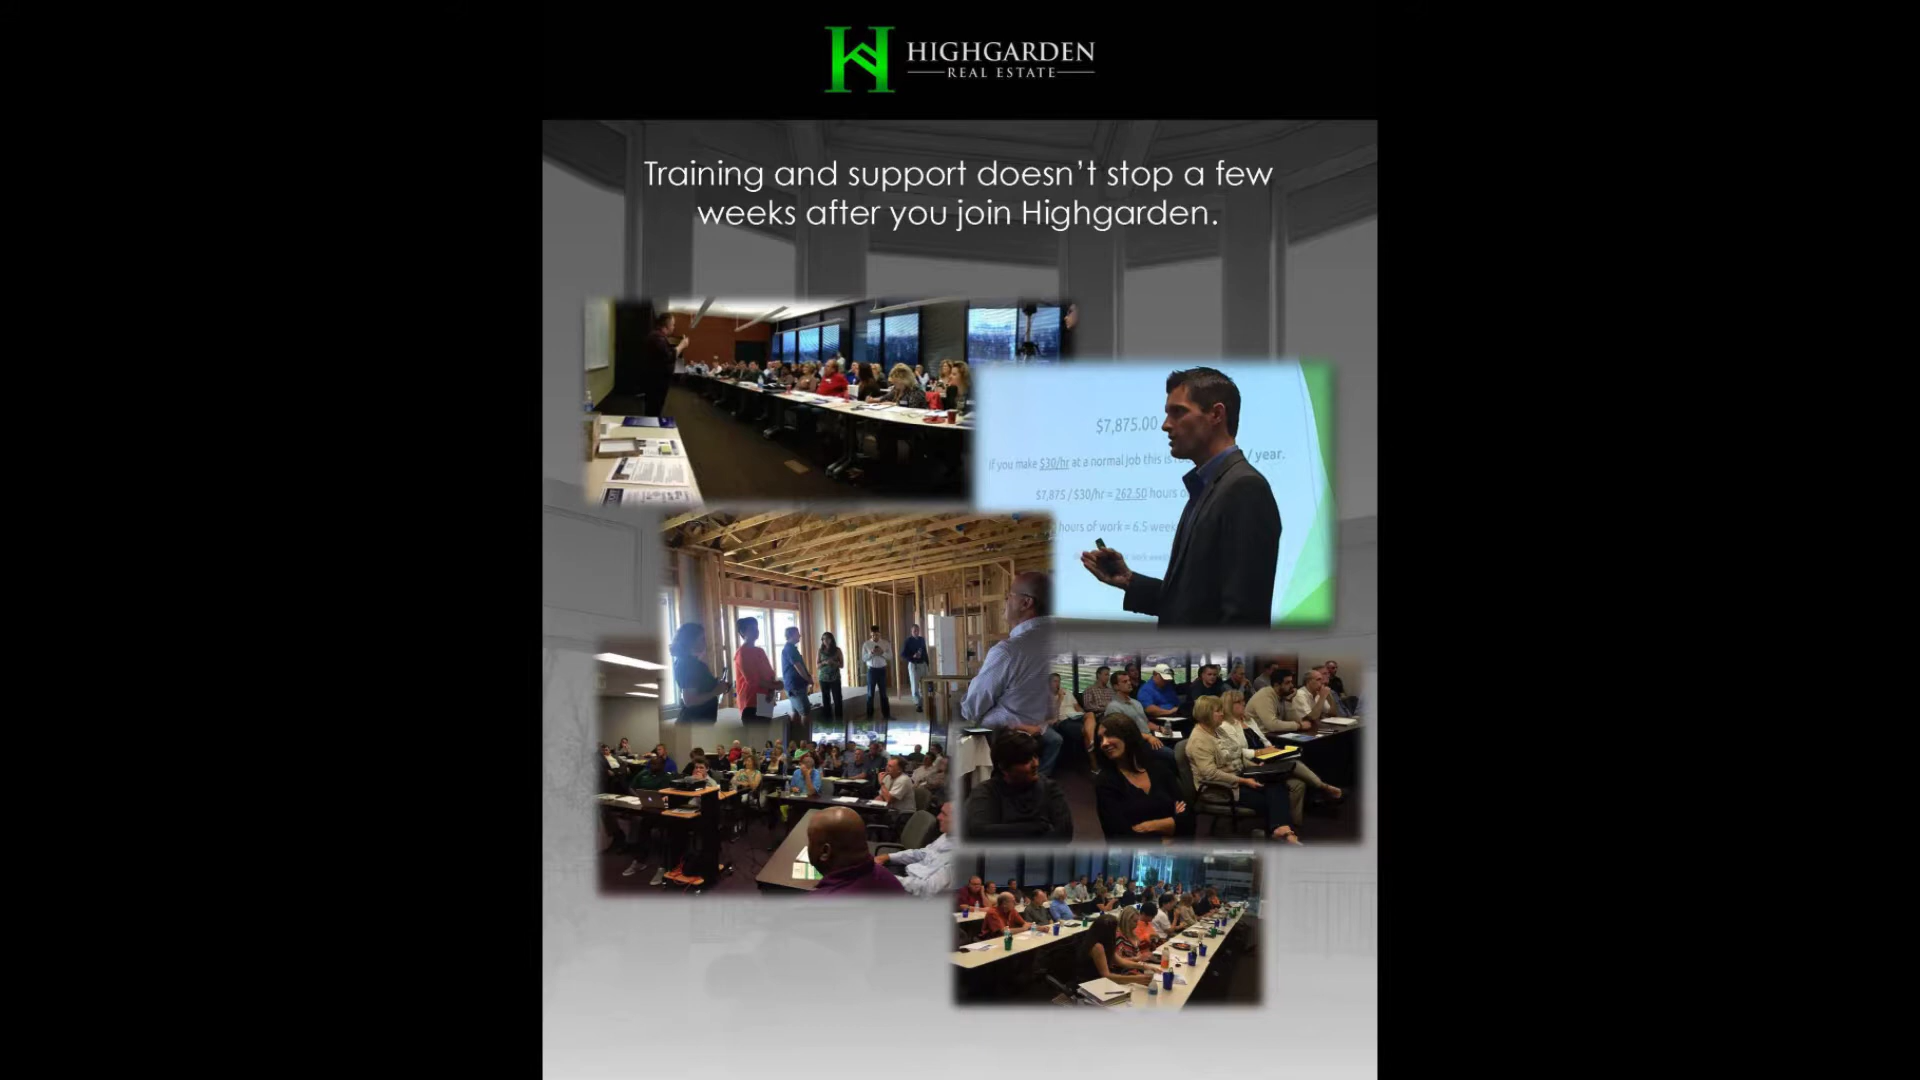 HIGHGARDEN
REAL ESTATE
Training and support doesn't stop a few
weeks after you join Highgarden.
$7,875.00
If you make $30/hr at a normal job this is / year.
$7,875 / $30/hr = 262.50 hours
hours of work = 6.5 week